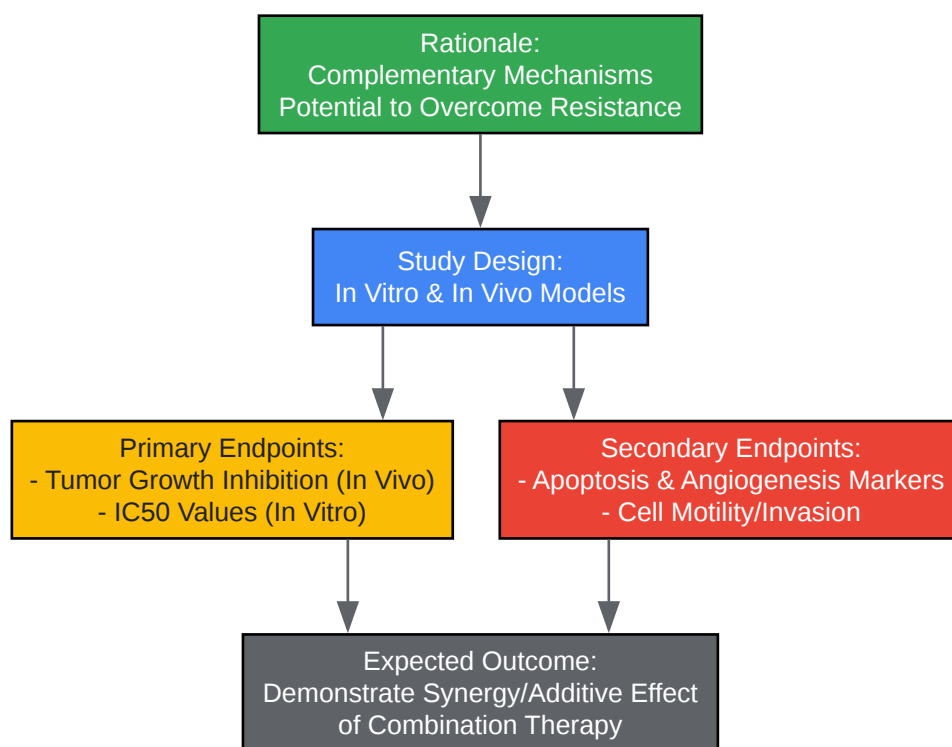 Rationale:
Complementary Mechanisms
Potential to Overcome Resistance
Study Design:
In Vitro & In Vivo Models
Primary Endpoints:
- Tumor Growth Inhibition (In Vivo)
- IC50 Values (In Vitro)
Secondary Endpoints:
- Apoptosis & Angiogenesis Markers
- Cell Motility/Invasion
Expected Outcome:
Demonstrate Synergy/Additive Effect
of Combination Therapy